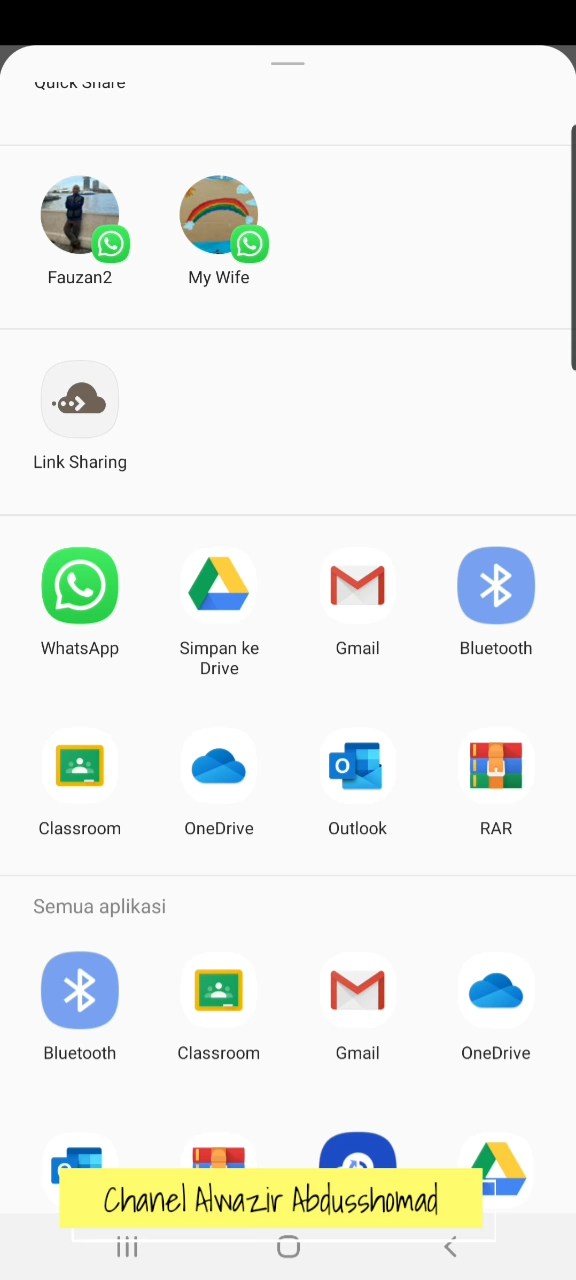 Quick Share
Fauzan2 My Wife
Link Sharing
WhatsApp Simpan ke Drive Gmail Bluetooth
Classroom OneDrive Outlook RAR
Semua aplikasi
Bluetooth Classroom Gmail OneDrive
Chanel Alwazir Abdusshomad